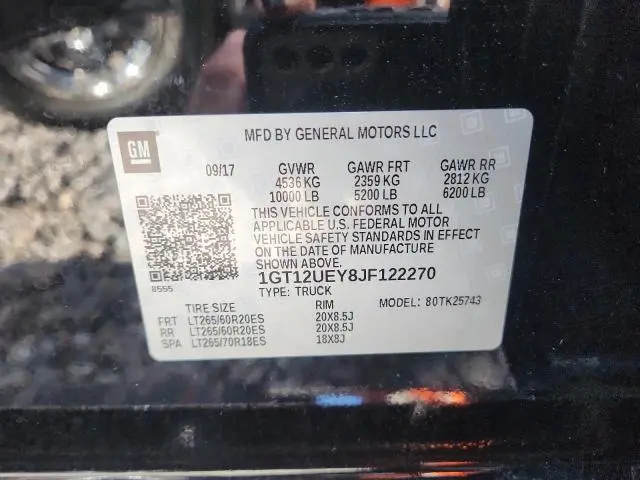 GM
MFD BY GENERAL MOTORS LLC
09/17 GVWR GAWR FRT GAWR RR
4536 KG 2359 KG 2812 KG
10000 LB 5200 LB 6200 LB
THIS VEHICLE CONFORMS TO ALL
APPLICABLE U.S. FEDERAL MOTOR
VEHICLE SAFETY STANDARDS IN EFFECT
ON THE DATE OF MANUFACTURE
SHOWN ABOVE.
1GT12UEY8JF122270
8555
TYPE: TRUCK
TIRE SIZE RIM MODEL: 80TK25743
FRT LT265/60R20ES 20X8.5J
RR LT265/60R20ES 20X8.5J
SPA LT265/70R18ES 18X8J